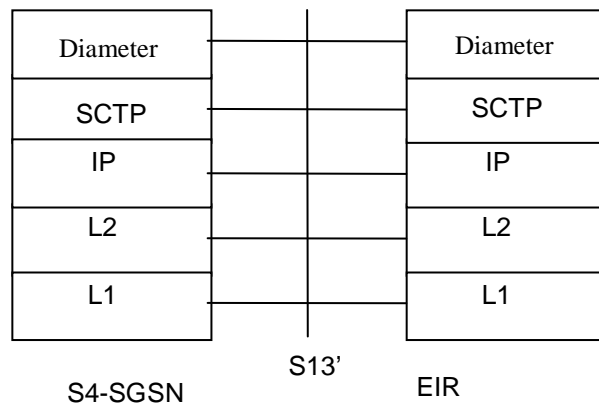 Diameter Diameter
SCTP SCTP
IP IP
L2 L2
L1 L1
S13’
S4-SGSN EIR